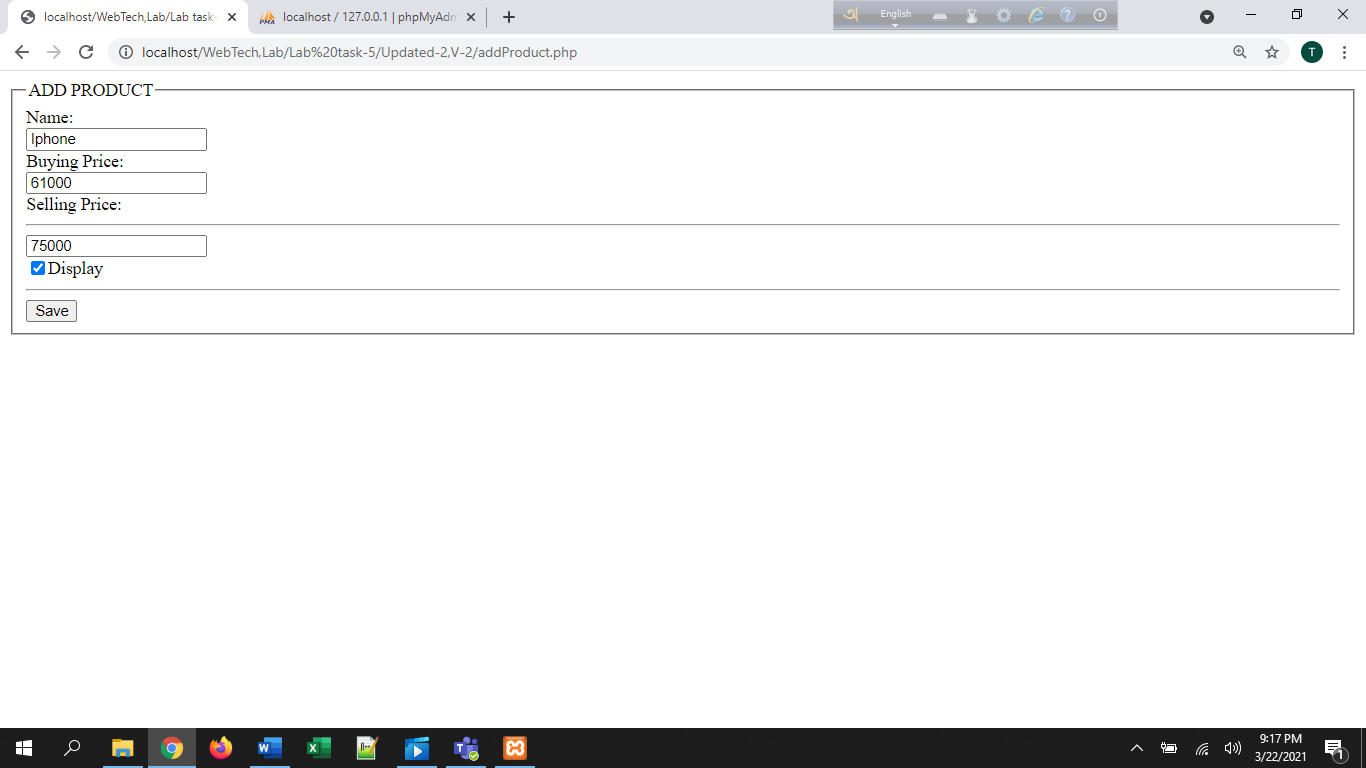 localhost/WebTech,Lab/Lab task-
localhost / 127.0.0.1 | phpMyAdm
English
localhost/WebTech,Lab/Lab%20task-5/Updated-2,V-2/addProduct.php
T
ADD PRODUCT
Name:
Iphone
Buying Price:
61000
Selling Price:
75000
Display
Save
9:17 PM
3/22/2021
1